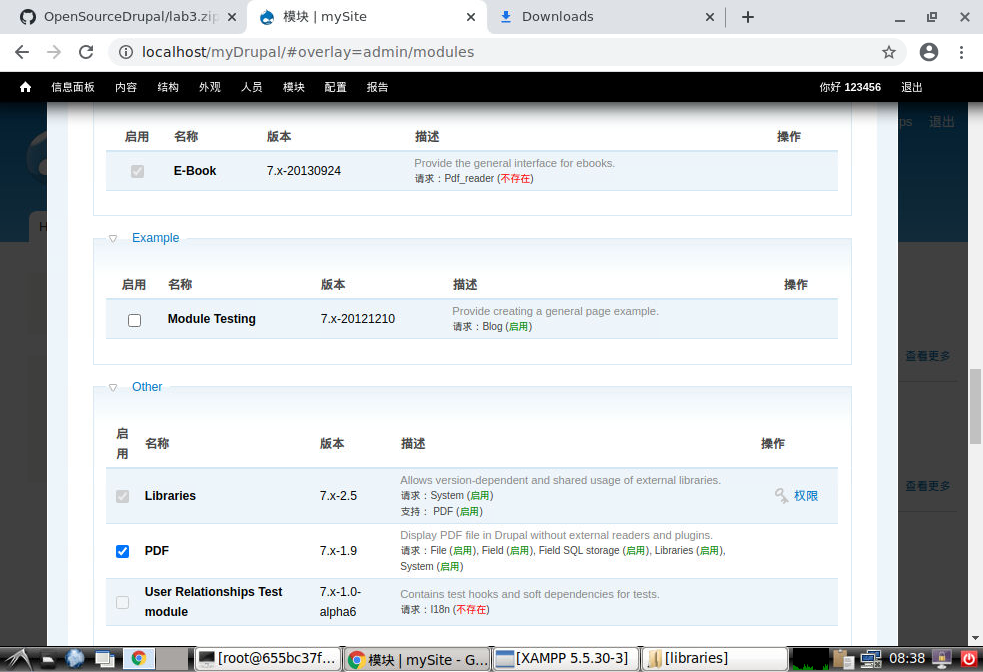 OpenSourceDrupal/lab3.zip
模块 | mySite
Downloads
localhost/myDrupal/#overlay=admin/modules
信息面板 内容 结构 外观 人员 模块 配置 报告 你好 123456 退出
退出
启用 名称 版本 描述 操作
E-Book 7.x-20130924 Provide the general interface for ebooks.
请求：Pdf_reader (不存在)
Example
启用 名称 版本 描述 操作
Module Testing 7.x-20121210 Provide creating a general page example.
请求：Blog (启用)
查看更多
Other
启用 名称 版本 描述 操作
Libraries 7.x-2.5 Allows version-dependent and shared usage of external libraries.
请求：System (启用)
支持： PDF (启用)
权限
查看更多
PDF 7.x-1.9 Display PDF file in Drupal without external readers and plugins.
请求：File (启用), Field (启用), Field SQL storage (启用), Libraries (启用),
System (启用)
User Relationships Test
module
7.x-1.0-
alpha6
Contains test hooks and soft dependencies for tests.
请求：I18n (不存在)
[root@655bc37f... 模块 | mySite - G... [XAMPP 5.5.30-3] [libraries] 08:38